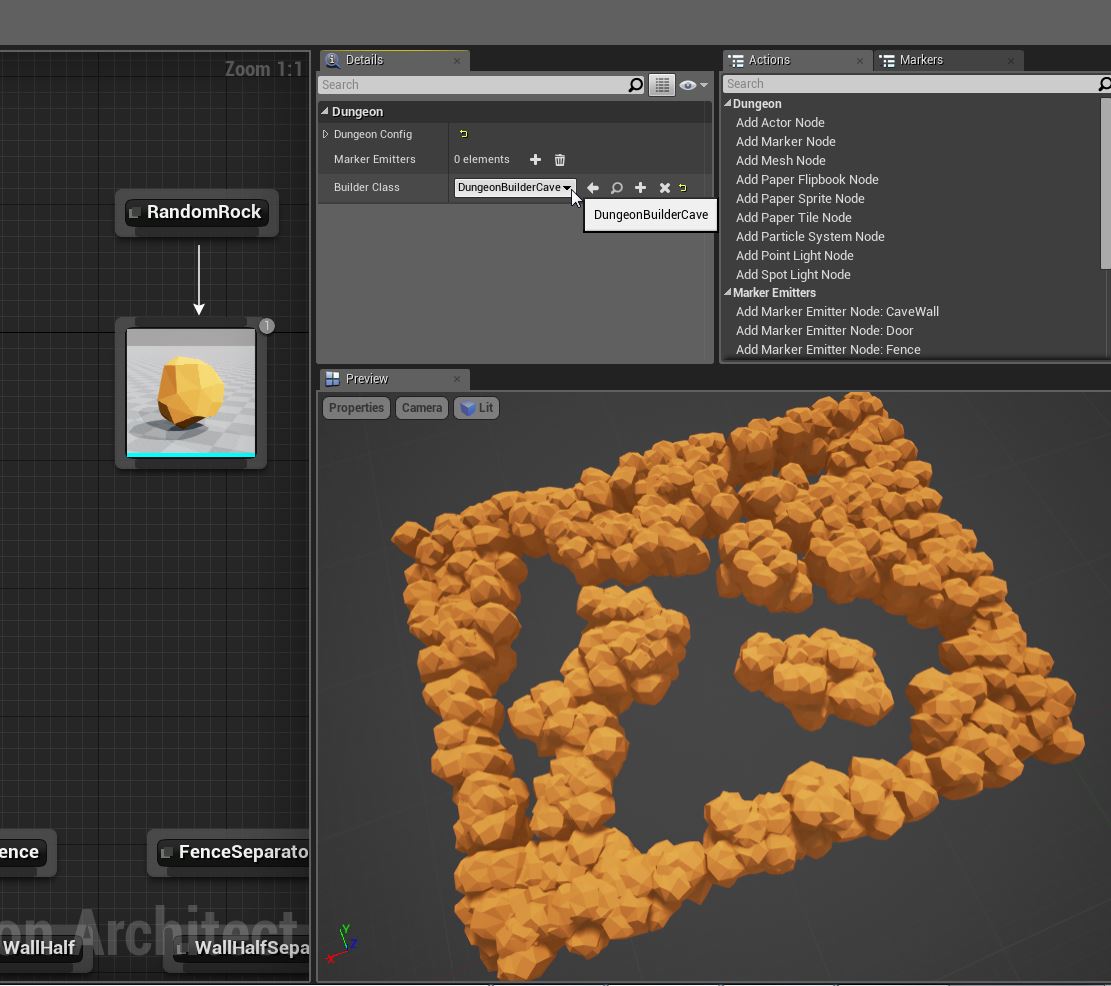 Zoom 1:1
RandomRock
1
ence
FenceSeparato
on Architect
WallHalf
WallHalfSepa
Details
Search
Dungeon
Dungeon Config
Marker Emitters
0 elements
Builder Class
DungeonBuilderCave
DungeonBuilderCave
Actions
Markers
Search
Dungeon
Add Actor Node
Add Marker Node
Add Mesh Node
Add Paper Flipbook Node
Add Paper Sprite Node
Add Paper Tile Node
Add Particle System Node
Add Point Light Node
Add Spot Light Node
Marker Emitters
Add Marker Emitter Node: CaveWall
Add Marker Emitter Node: Door
Add Marker Emitter Node: Fence
Preview
Properties
Camera
Lit
Y
Z
X